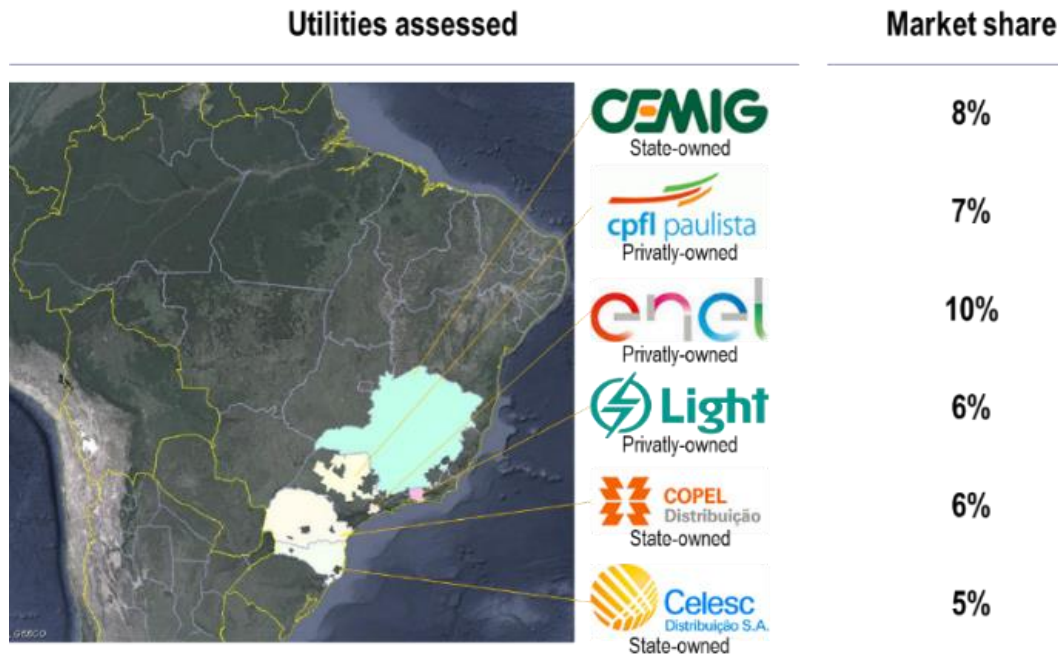 Utilities assessed
Market share
CEMIG
State-owned
8%
cpfl paulista
Privatly-owned
7%
enel
Privatly-owned
10%
Light
Privatly-owned
6%
COPEL
Distribuição
State-owned
6%
Celesc
Distribuição S.A.
State-owned
5%
GEBCO